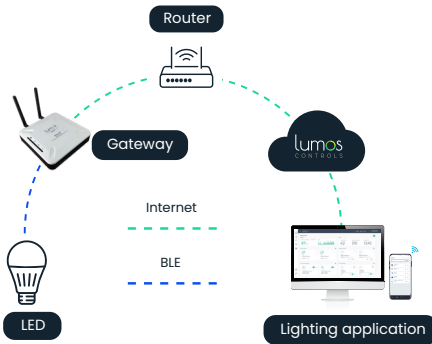 Router
Gateway
lumos
CONTROLS
Internet
BLE
LED
Lighting application